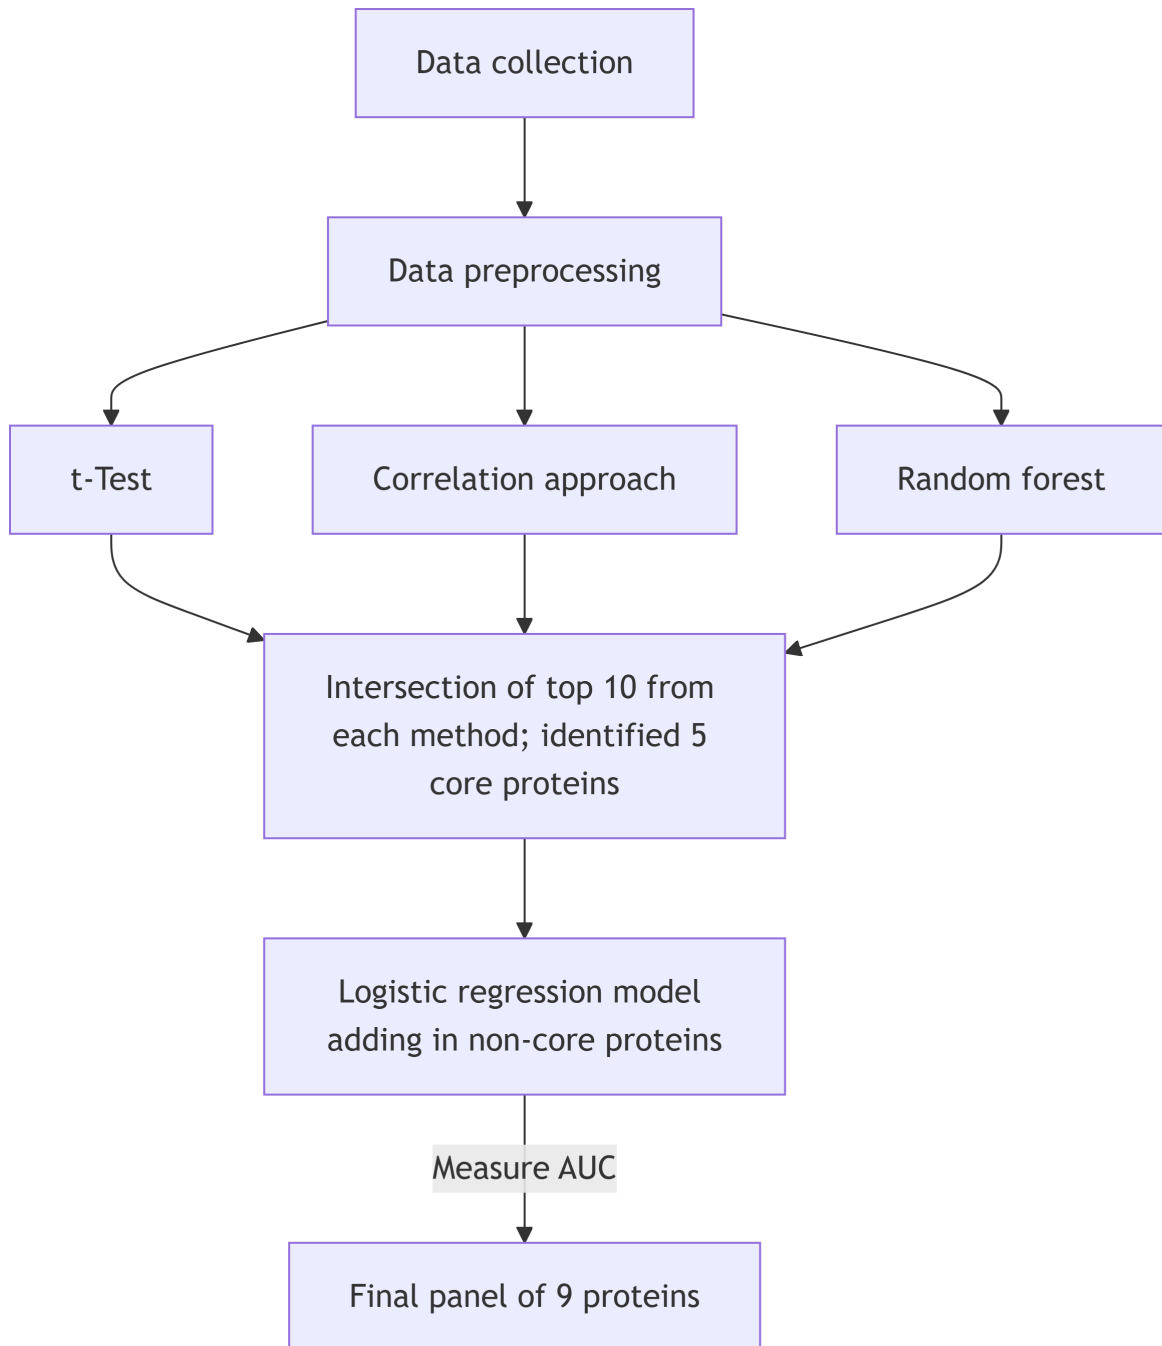 Data collection
Data preprocessing
t-Test
Correlation approach
Random forest
Intersection of top 10 from
each method; identified 5
core proteins
Logistic regression model
adding in non-core proteins
Measure AUC
Final panel of 9 proteins